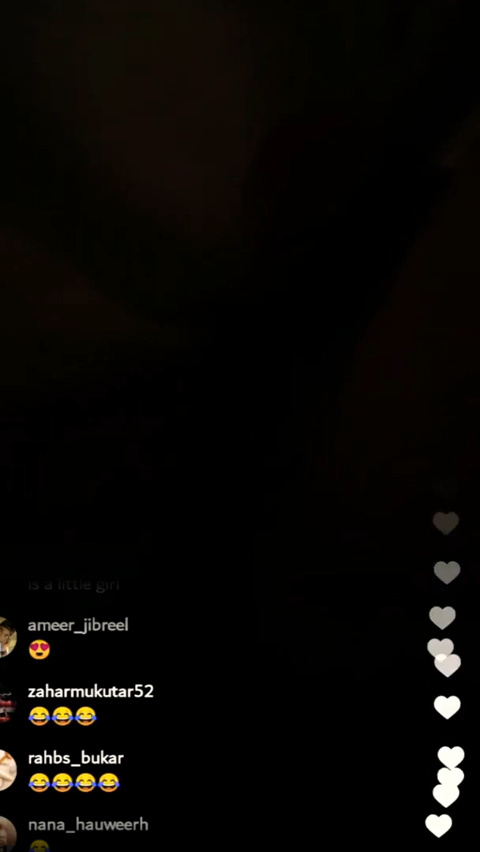 is a little girl
ameer_jibreel
😍
zaharmukutar52
😂😂😂
rahbs_bukar
😂😂😂😂
nana_hauweerh
😂